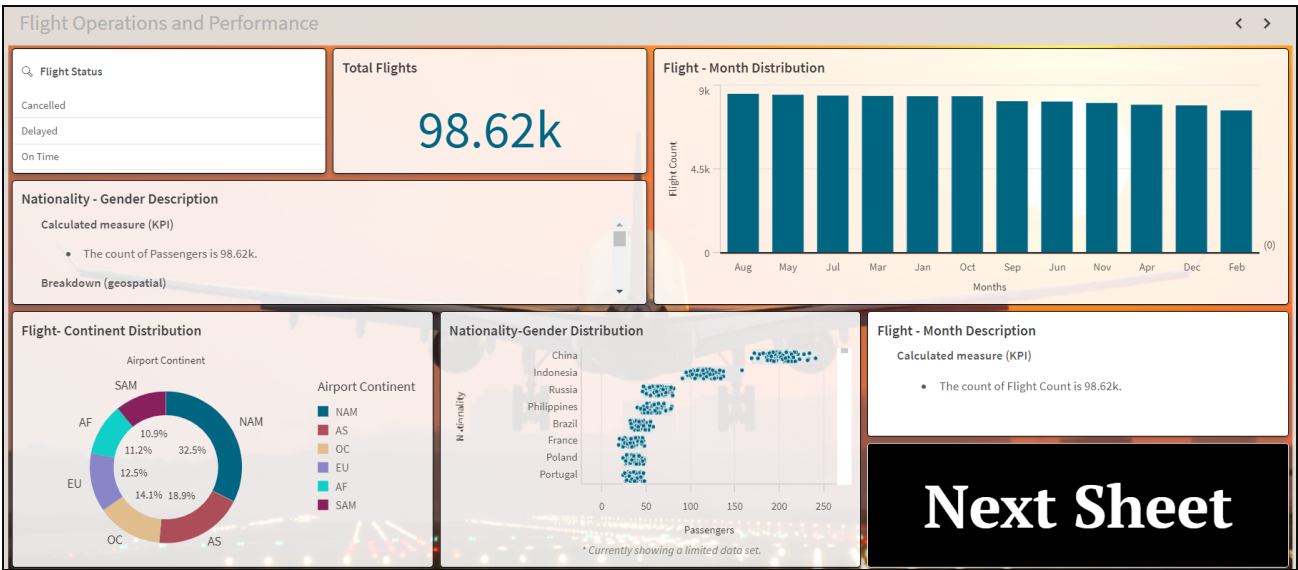 Flight Operations and Performance
Flight Status
Cancelled
Delayed
On Time
Total Flights
98.62k
Flight - Month Distribution
9k
4.5k
0
Flight Count
(0)
Aug May Jul Mar Jan Oct Sep Jun Nov Apr Dec Feb
Months
Nationality - Gender Description
Calculated measure (KPI)
• The count of Passengers is 98.62k.
Breakdown (geospatial)
Flight- Continent Distribution
Airport Continent
SAM
AF
NAM
EU
OC
AS
10.9%
11.2%
32.5%
12.5%
14.1%
18.9%
Airport Continent
NAM
AS
OC
EU
AF
SAM
Nationality-Gender Distribution
Nationality
China
Indonesia
Russia
Philippines
Brazil
France
Poland
Portugal
0 50 100 150 200 250
Passengers
* Currently showing a limited data set.
Flight - Month Description
Calculated measure (KPI)
• The count of Flight Count is 98.62k.
Next Sheet